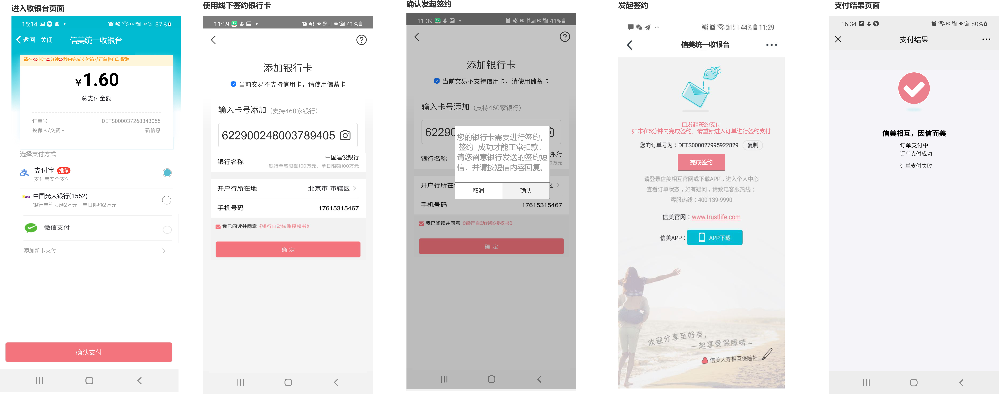 进入收银台页面
15:14
HD 5G HD 4G 87%
返回 关闭 信美统一收银台
请在xx小时xx分钟xx秒内完成支付逾期订单将自动取消
¥1.60
总支付金额
订单号 DETS000037268343055
投保人/交费人 新信息
选择支付方式
支 支付宝 推荐
支付宝安全支付
Bank 中国光大银行(1552)
银行单笔限额2万元，单日限额2万元
微信支付
添加新卡支付
确认支付
使用线下签约银行卡
11:39
HD 5G HD 4G 41%
添加银行卡
当前交易不支持信用卡，请使用储蓄卡
输入卡号添加（支持460家银行）
622900248003789405
银行名称 中国建设银行
银行单笔限额100万元，单日限额100万元
开户行所在地 北京市 市辖区
手机号码 17615315467
我已阅读并同意《银行自动转账授权书》
确 定
确认发起签约
11:39
HD 5G HD 4G 41%
添加银行卡
当前交易不支持信用卡，请使用储蓄卡
输入卡号添加（支持460家银行）
62290
您的银行卡需要进行签约，
签约 成功才能正常扣款，
请您留意银行发送的签约短
信，并请按短信内容回复。
取消 确认
银行名称 银行
0万元
开户行所在 区
手机号码 17615315467
我已阅读并同意《银行自动转账授权书》
确 定
发起签约
4G 44% 11:29
信美统一收银台
已发起签约支付
如未在5分钟内完成签约，请重新进入订单进行签约支付
您的订单号为：DETS000027995922829 复制
完成签约
请登录信美相互官网或下载APP，进入个人中心
查看订单状态，如有疑问，请致电客服热线：
客服热线：400-139-9990
信美官网：www.trustlife.com
信美APP： APP下载
欢迎分享至好友，
一起享受保障哦~
信美人寿相互保险社
支付结果页面
16:34
HD 5G HD 4G 80%
支付结果
信美相互，因信而美
订单支付中
订单支付成功
订单支付失败